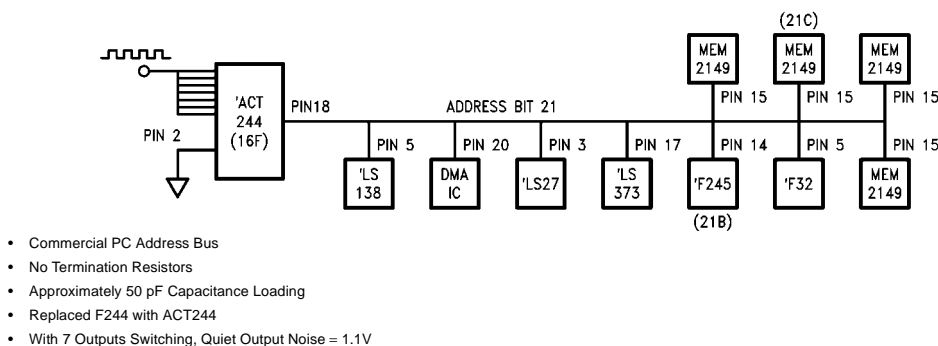 (21C)
MEM
2149
MEM
2149
MEM
2149
'ACT
244
(16F)
PIN18
ADDRESS BIT 21
PIN 15
PIN 15
PIN 15
PIN 2
PIN 5
PIN 20
PIN 3
PIN 17
PIN 14
PIN 5
PIN 15
'LS
138
DMA
IC
'LS27
'LS
373
'F245
'F32
MEM
2149
(21B)
• Commercial PC Address Bus
• No Termination Resistors
• Approximately 50 pF Capacitance Loading
• Replaced F244 with ACT244
• With 7 Outputs Switching, Quiet Output Noise = 1.1V